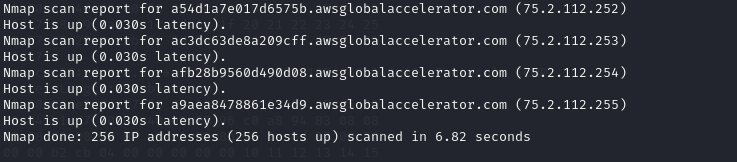 Nmap scan report for a54d1a7e017d6575b.awsglobalaccelerator.com (75.2.112.252)
Host is up (0.030s latency).
Nmap scan report for ac3dc63de8a209cff.awsglobalaccelerator.com (75.2.112.253)
Host is up (0.030s latency).
Nmap scan report for afb28b9560d490d08.awsglobalaccelerator.com (75.2.112.254)
Host is up (0.030s latency).
Nmap scan report for a9aea8478861e34d9.awsglobalaccelerator.com (75.2.112.255)
Host is up (0.030s latency).
Nmap done: 256 IP addresses (256 hosts up) scanned in 6.82 seconds